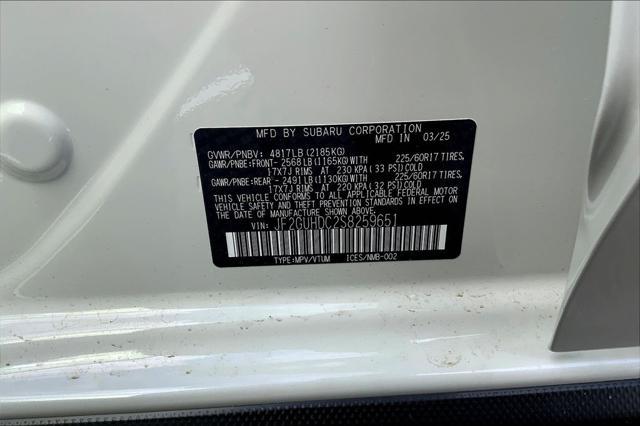 MFD BY SUBARU CORPORATION
MFD IN 03/25
GVWR/PNBV: 4817LB(2185KG)
GAWR/PNBE:FRONT- 2568LB(1165KG)WITH 225/60R17 TIRES,
17X7J RIMS AT 230 KPA(33 PSI)COLD
GAWR/PNBE:REAR -2491LB(1130KG)WITH 225/60R17 TIRES,
17X7J RIMS AT 220 KPA(32 PSI)COLD
THIS VEHICLE CONFORMS TO ALL APPLICABLE FEDERAL MOTOR
VEHICLE SAFETY AND THEFT PREVENTION STANDARDS IN EFFECT
ON THE DATE OF MANUFACTURE SHOWN ABOVE.
VIN: JF2GUHDC2S8259651
TYPE:MPV/VTUM ICES/NMB-002